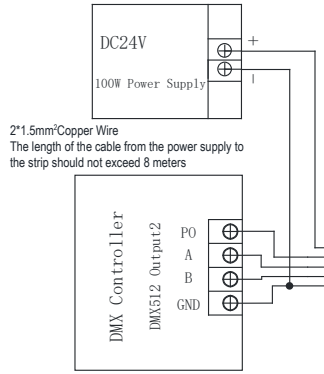 DC24V
+
100W Power Supply
-
2*1.5mm²Copper Wire
The length of the cable from the power supply to
the strip should not exceed 8 meters
DMX Controller
DMX512 Output2
PO
A
B
GND